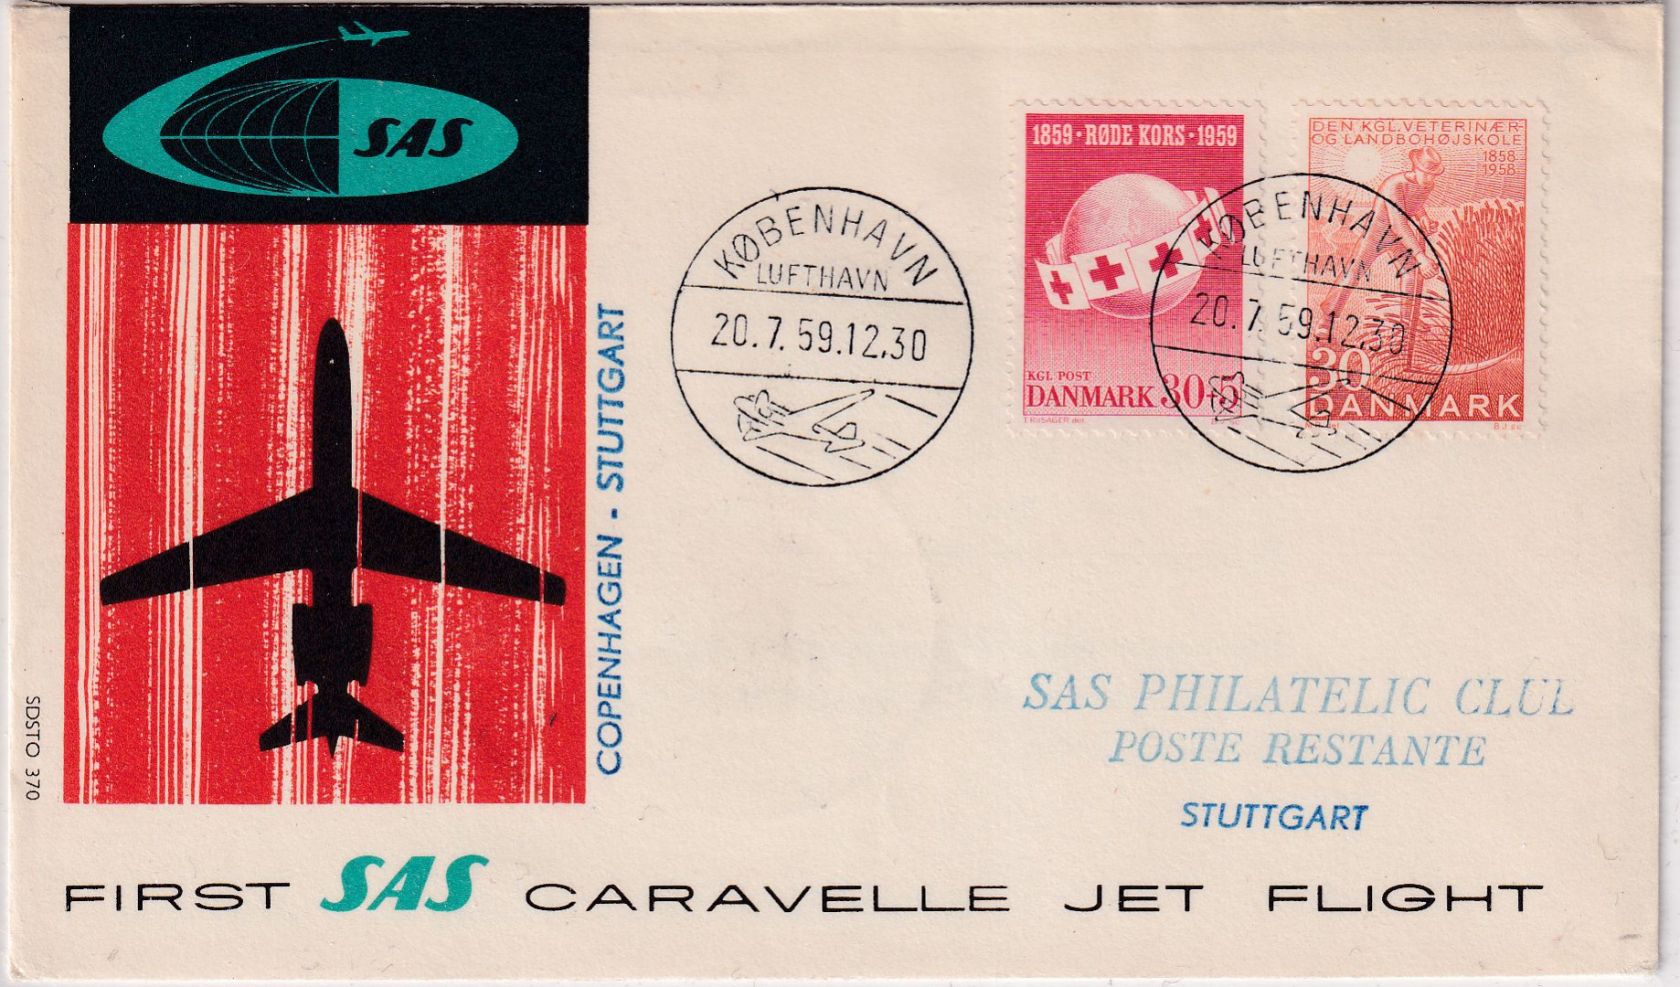 SAS
1859 · RØDE KORS · 1959
KGL POST
DANMARK 30+5
DEN KGL. VETERINÆR-
OG LANDBOHØJSKOLE
1858
1958
30
DANMARK
B.J. sc
KØBENHAVN
LUFTHAVN
20.7.59.12.30
KØBENHAVN
LUFTHAVN
20.7.59.12.30
COPENHAGEN - STUTTGART
SDSTO 370
SAS PHILATELIC CLUB
POSTE RESTANTE
STUTTGART
FIRST SAS CARAVELLE JET FLIGHT